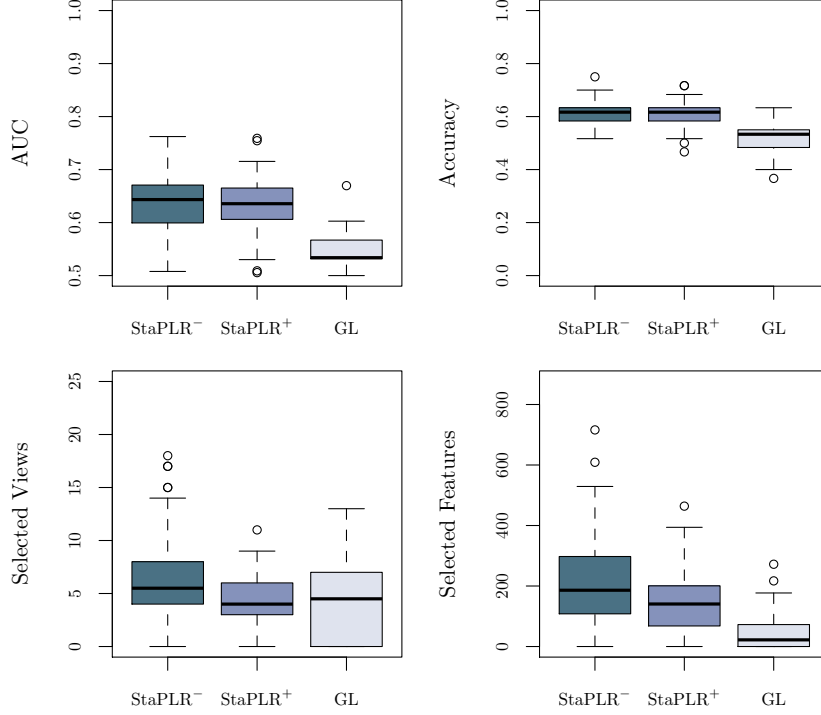 AUC
0.5 0.6 0.7 0.8 0.9 1.0
StaPLR⁻ StaPLR⁺ GL
Accuracy
0.0 0.2 0.4 0.6 0.8 1.0
StaPLR⁻ StaPLR⁺ GL
Selected Views
0 5 10 15 20 25
StaPLR⁻ StaPLR⁺ GL
Selected Features
0 200 400 600 800
StaPLR⁻ StaPLR⁺ GL